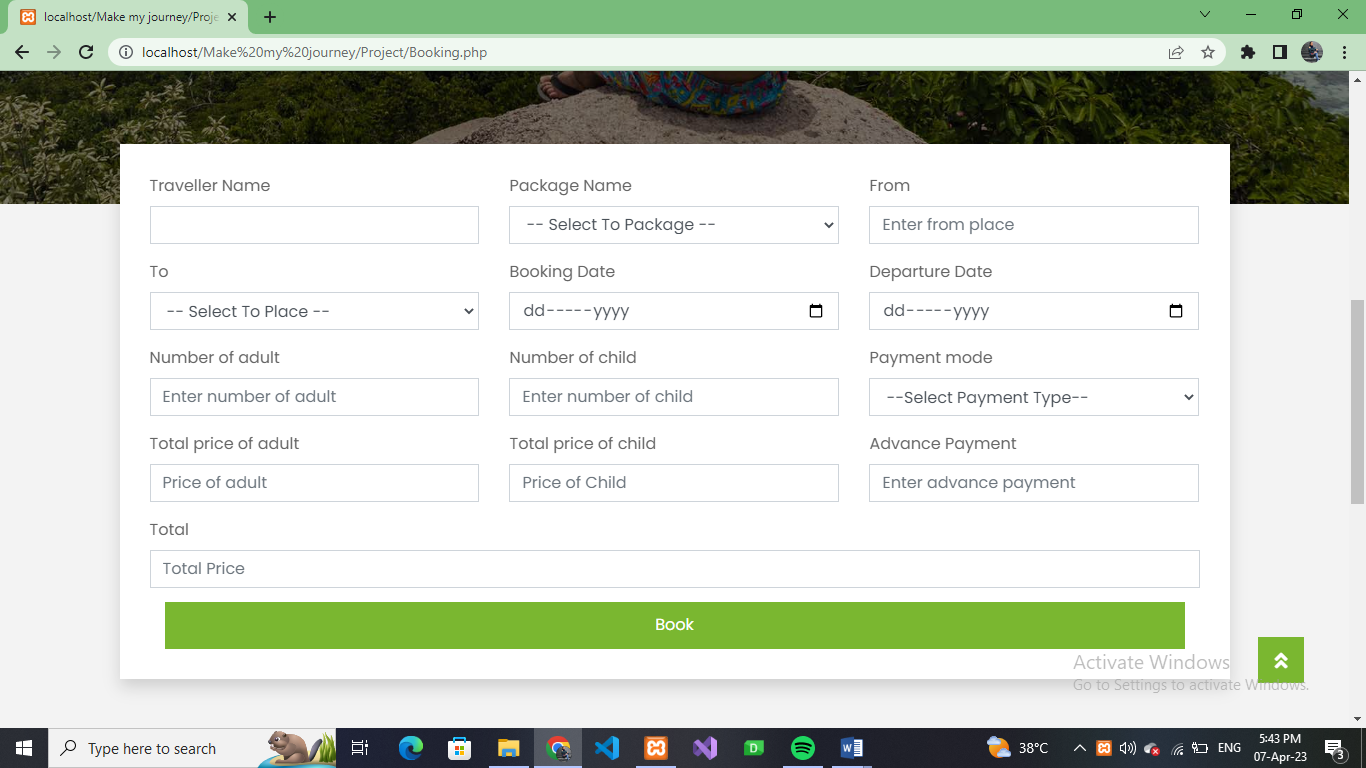 localhost/Make my journey/Proje
localhost/Make%20my%20journey/Project/Booking.php
Traveller Name Package Name From
-- Select To Package -- Enter from place
To Booking Date Departure Date
-- Select To Place -- dd-----yyyy dd-----yyyy
Number of adult Number of child Payment mode
Enter number of adult Enter number of child --Select Payment Type--
Total price of adult Total price of child Advance Payment
Price of adult Price of Child Enter advance payment
Total
Total Price
Book
Activate Windows
Go to Settings to activate Windows.
Type here to search D W 38°C ENG 5:43 PM
07-Apr-23 3